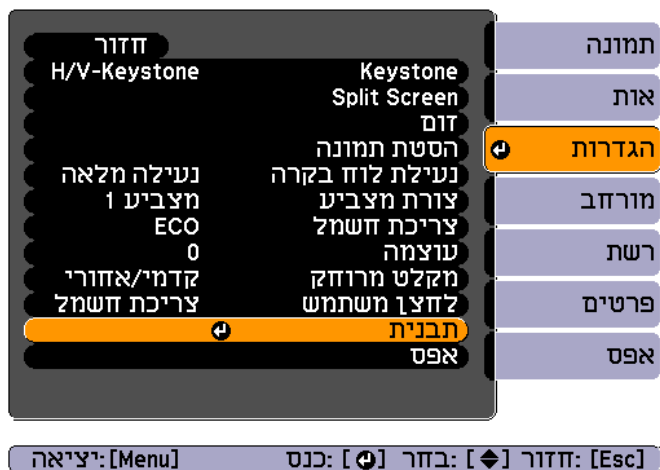 תמונה
אות
הגדרות
מורחב
רשת
פרטים
אפס
חזור
Keystone H/V-Keystone
Split Screen
זום
הסטת תמונה
נעילת לוח בקרה נעילה מלאה
צורת מצביע מצביע 1
צריכת חשמל ECO
עוצמה 0
מקלט מרוחק קדמי/אחורי
לחצן משתמש צריכת חשמל
תבנית
אפס
[Esc] :חזור [◆] :בחר [↵] :כנס [Menu]:יציאה